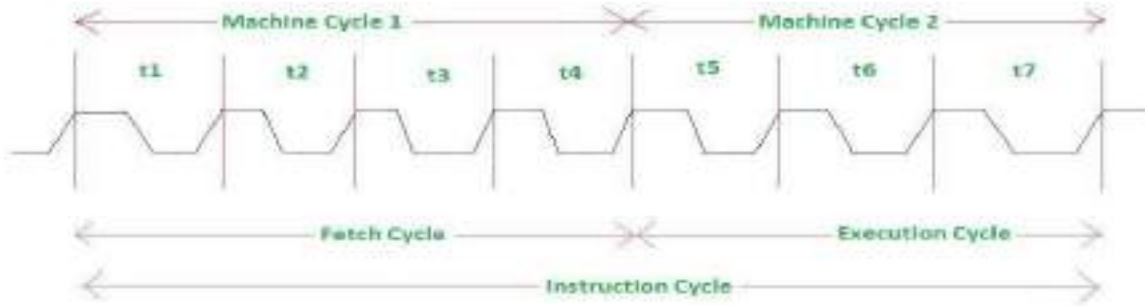 Machine Cycle 1 Machine Cycle 2
t1 t2 t3 t4 t5 t6 t7
Fetch Cycle Execution Cycle
Instruction Cycle